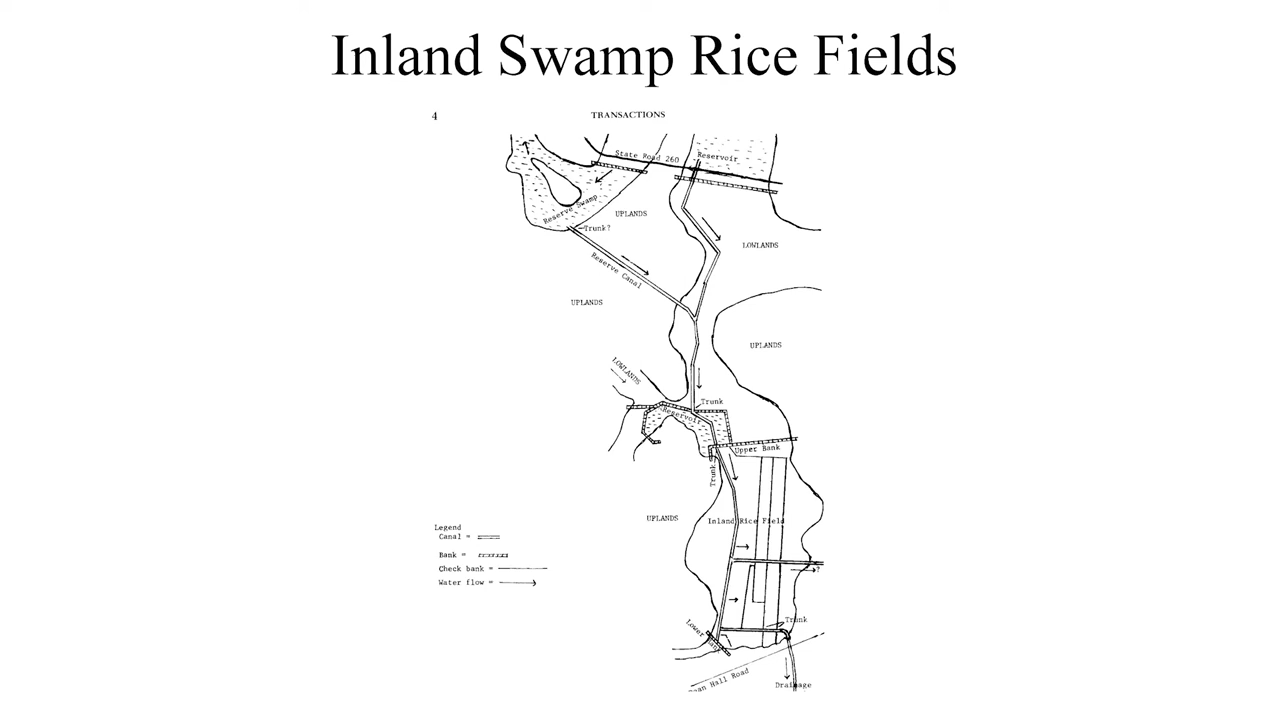 Inland Swamp Rice Fields
4
TRANSACTIONS
State Road 260
Reservoir
Reserve Swamp
UPLANDS
Trunk?
LOWLANDS
Reserve Canal
UPLANDS
UPLANDS
LOWLANDS
Trunk
Reservoir
Upper Bank
Trunk
UPLANDS
Inland Rice Field
Legend
Canal =
Bank =
Check bank =
Water flow =
?
Trunk
Lower Bank
Hall Road
Drainage